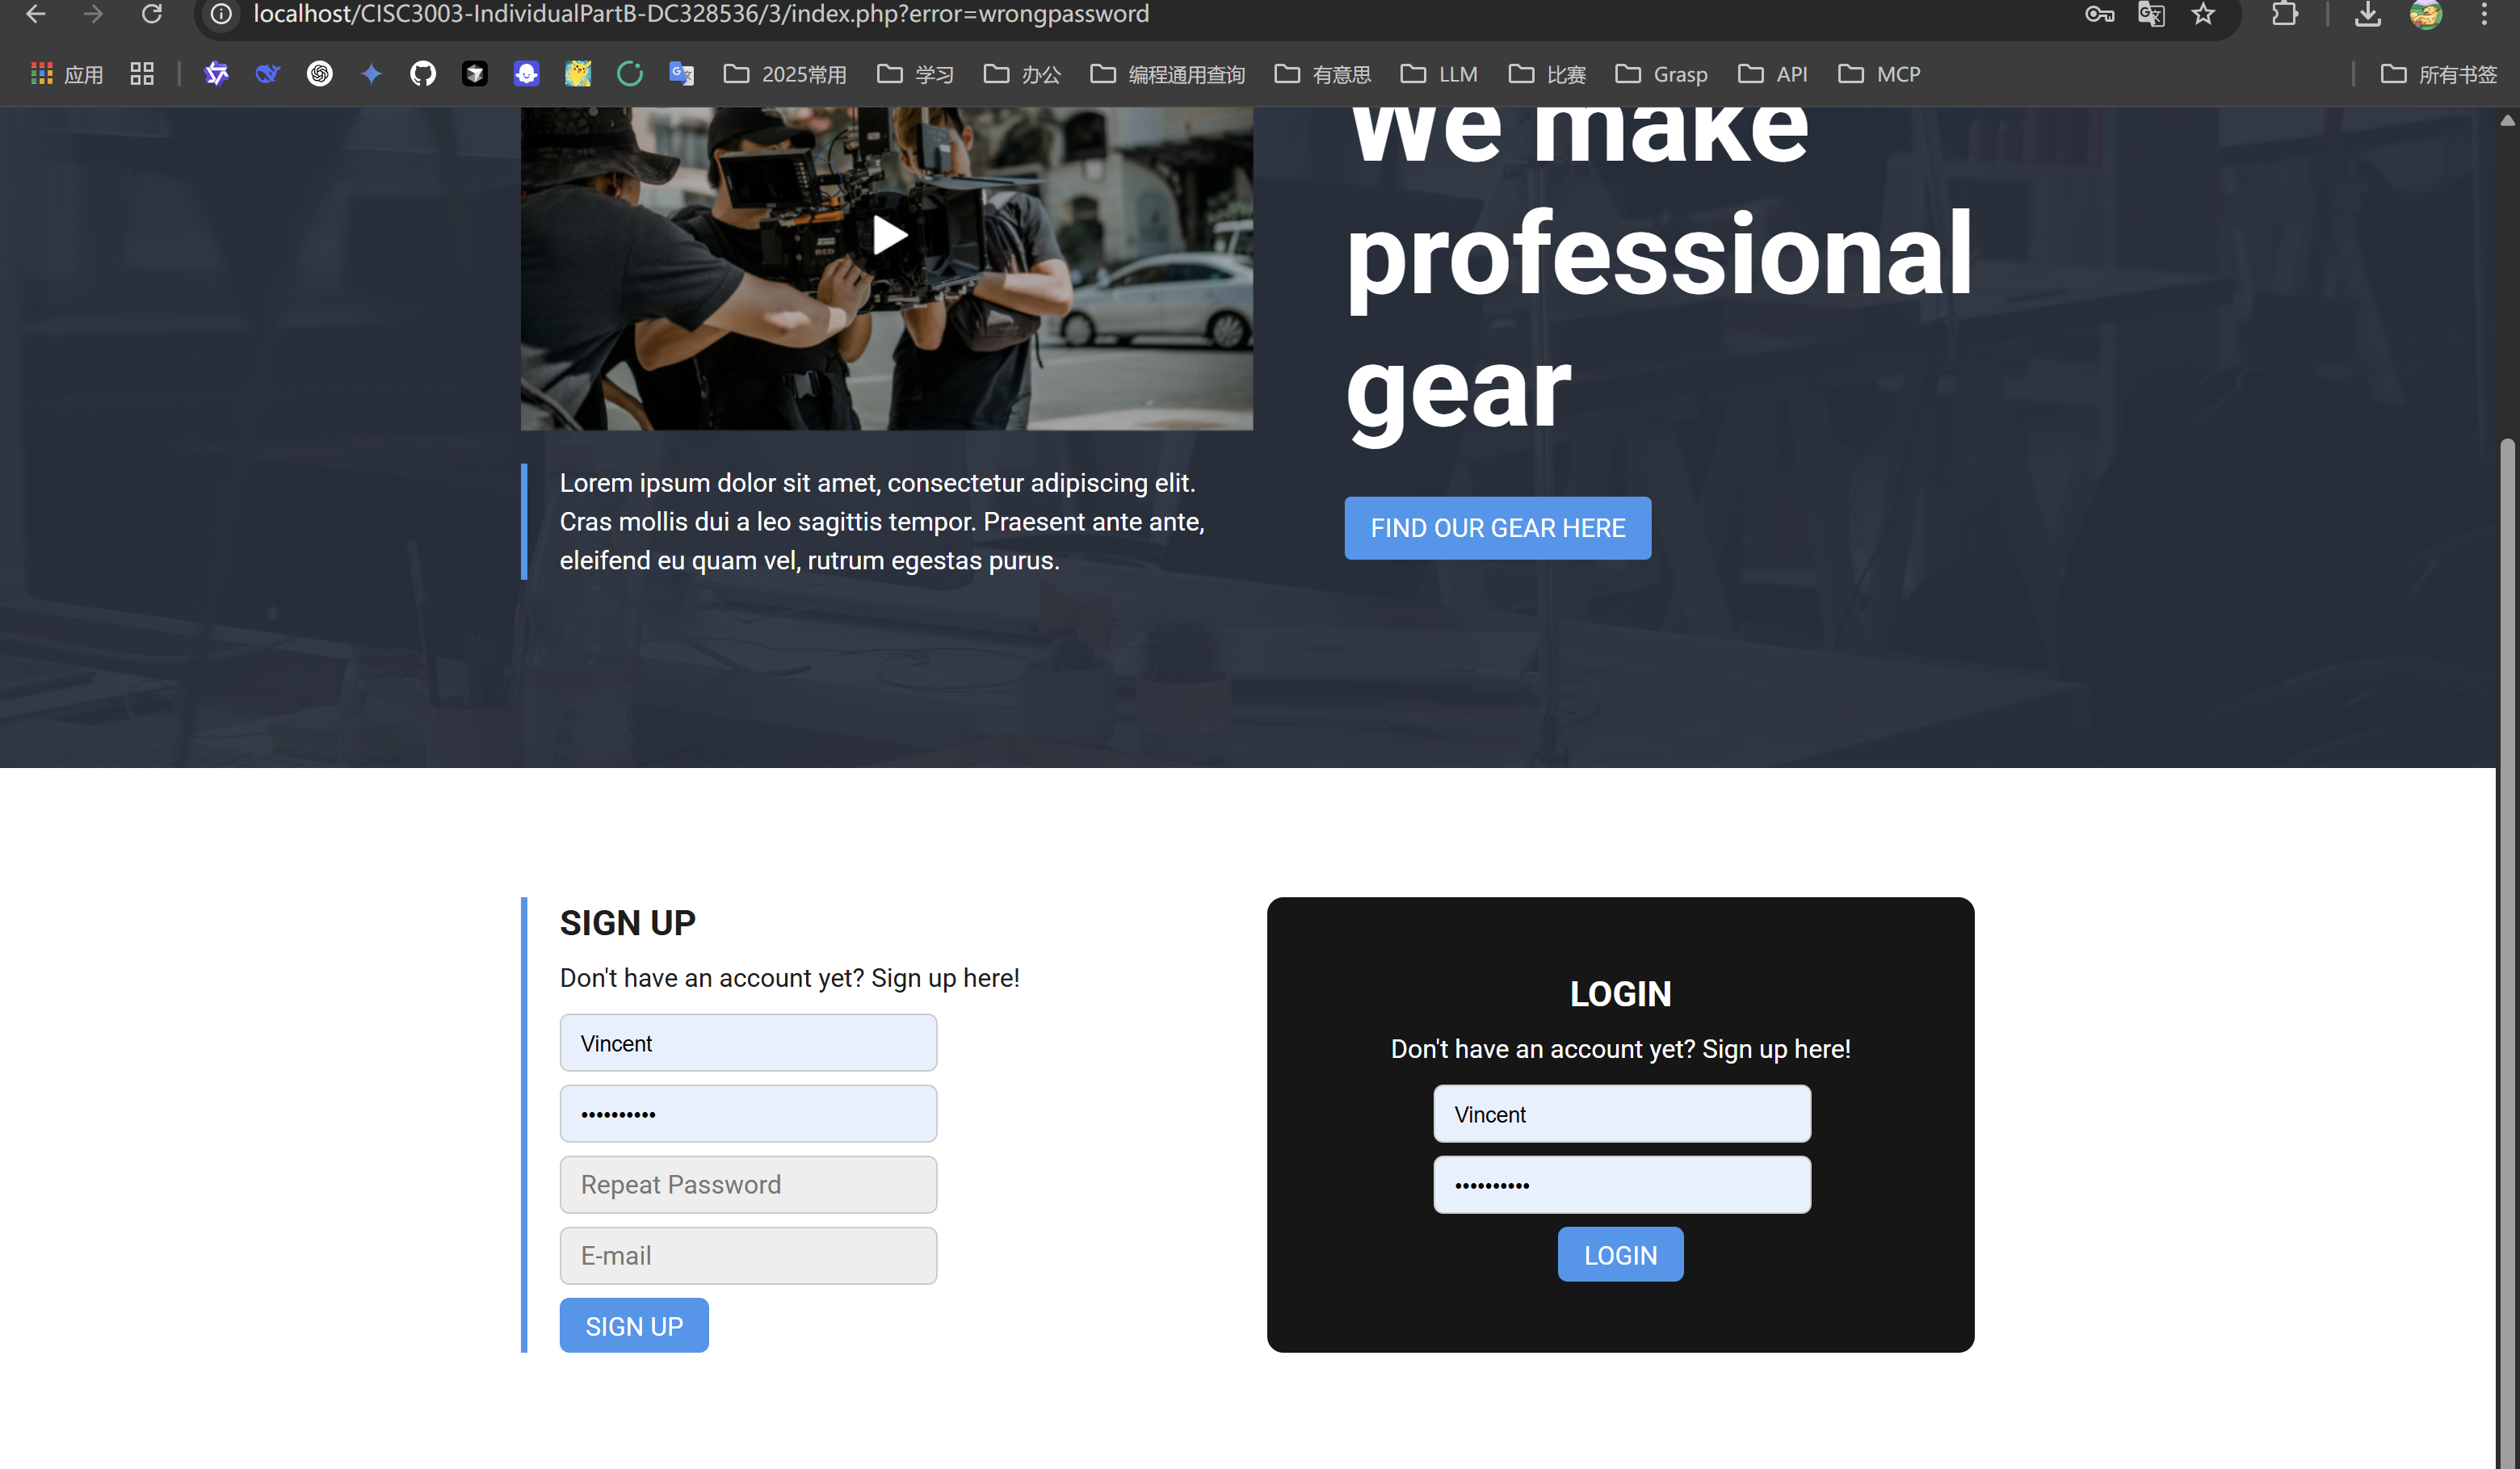 localhost/CISC3003-IndividualPartB-DC328536/3/index.php?error=wrongpassword
应用 2025常用 学习 办公 编程通用查询 有意思 LLM 比赛 Grasp API MCP 所有书签
We make
professional
gear
RED
Lorem ipsum dolor sit amet, consectetur adipiscing elit.
Cras mollis dui a leo sagittis tempor. Praesent ante ante,
eleifend eu quam vel, rutrum egestas purus.
FIND OUR GEAR HERE
SIGN UP
Don't have an account yet? Sign up here!
Vincent
••••••••••
Repeat Password
E-mail
SIGN UP
LOGIN
Don't have an account yet? Sign up here!
Vincent
••••••••••
LOGIN